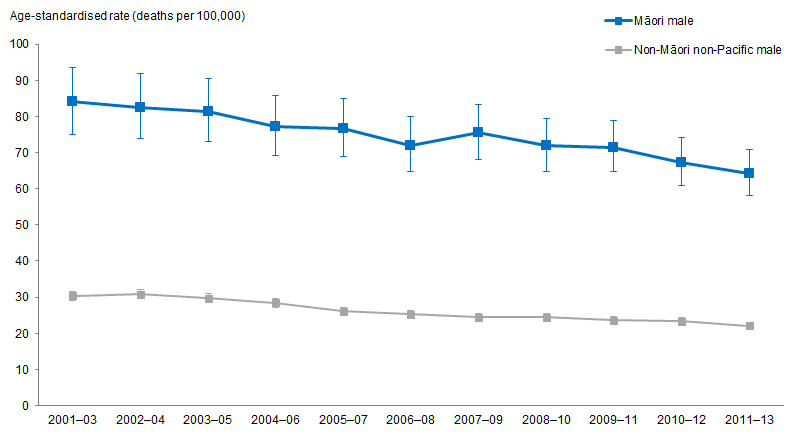 Age-standardised rate (deaths per 100,000)
Māori male
Non-Māori non-Pacific male
100
90
80
70
60
50
40
30
20
10
0
2001–03 2002–04 2003–05 2004–06 2005–07 2006–08 2007–09 2008–10 2009–11 2010–12 2011–13